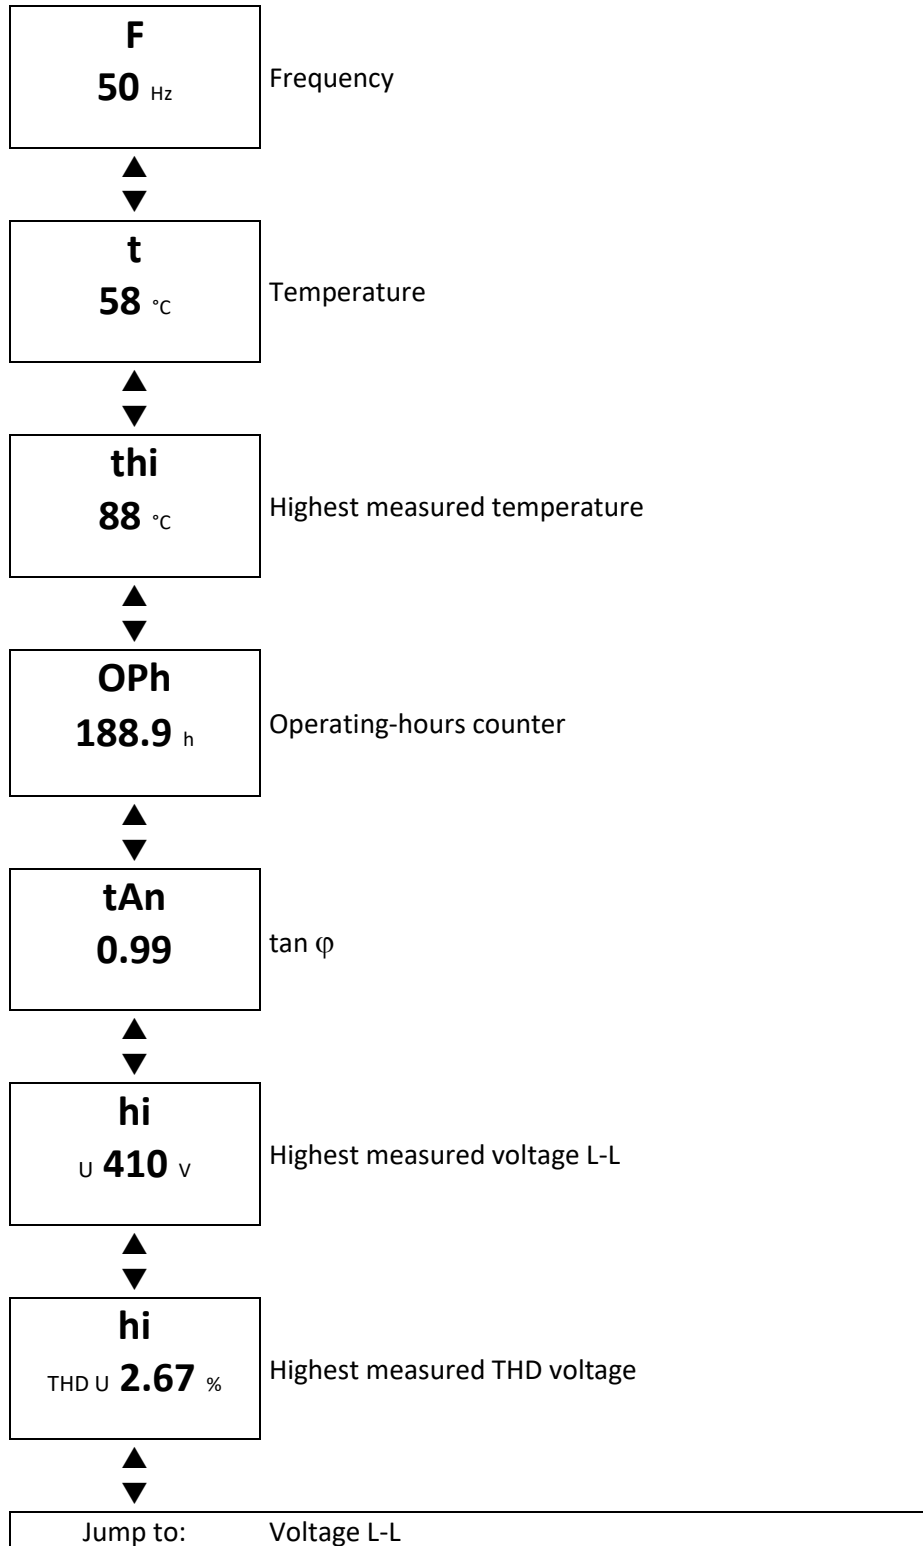 F
50 Hz
Frequency
t
58 °C
Temperature
thi
88 °C
Highest measured temperature
OPh
188.9 h
Operating-hours counter
tAn
0.99
tan φ
hi
U 410 V
Highest measured voltage L-L
hi
THD U 2.67 %
Highest measured THD voltage
Jump to: Voltage L-L